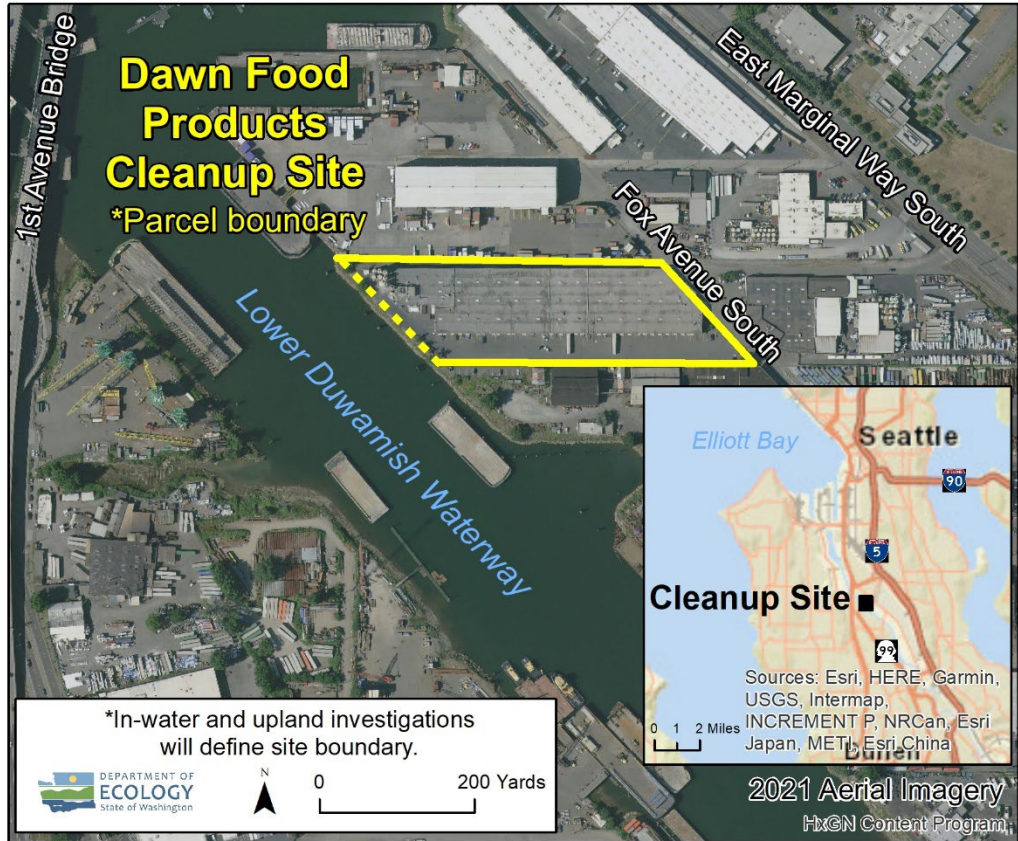 Dawn Food
Products
Cleanup Site
*Parcel boundary
1st Avenue Bridge
East Marginal Way South
Fox Avenue South
Lower Duwamish Waterway
Elliott Bay
Seattle
90
5
Cleanup Site
99
Sources: Esri, HERE, Garmin,
USGS, Intermap,
INCREMENT P, NRCan, Esri
Japan, METI, Esri China
0 1 2 Miles
Burien
*In-water and upland investigations
will define site boundary.
DEPARTMENT OF
ECOLOGY
State of Washington
N
0 200 Yards
2021 Aerial Imagery
HxGN Content Program